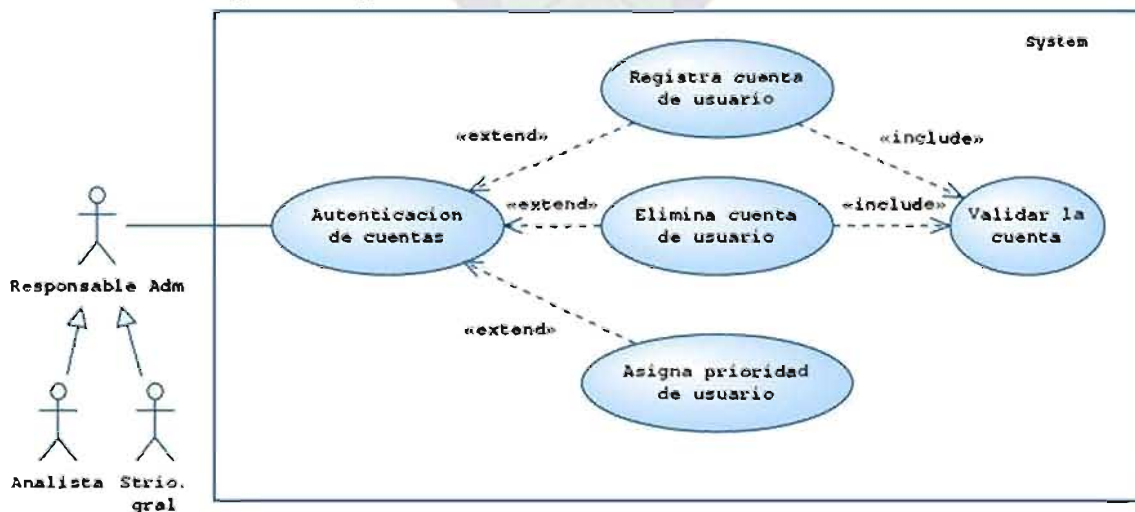 System
Registra cuenta
de usuario
«extend»
«include»
Autenticacion
de cuentas
«extend»
Elimina cuenta
de usuario
«include»
Validar la
cuenta
Responsable Adm
«extend»
Asigna prioridad
de usuario
Analista
Strio.
gral